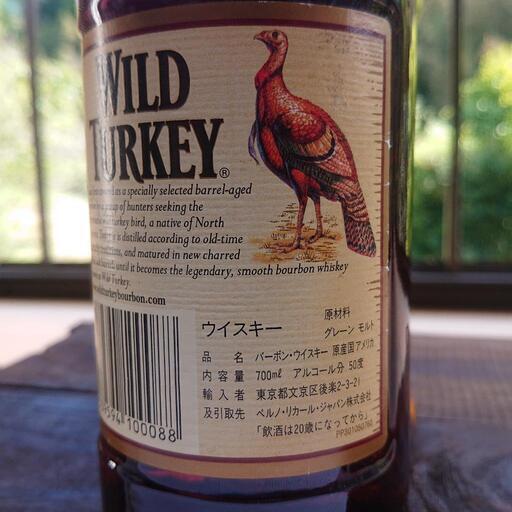 WILD
TURKEY®
as a specially selected barrel-aged
of hunters seeking the
turkey bird, a native of North
is distilled according to old-time
and matured in new charred
until it becomes the legendary, smooth bourbon whiskey
Wild Turkey.
turkeybourbon.com
ウイスキー
原材料
グレーン モルト
品名 バーボン・ウイスキー 原産国 アメリカ
内容量 700ml アルコール分 50度
輸入者 東京都文京区後楽2-3-21
及引取先 ペルノ・リカール・ジャパン株式会社
「飲酒は20歳になってから」
100088